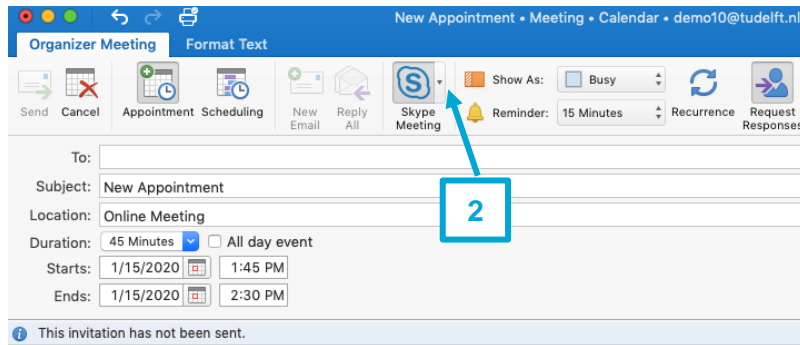 New Appointment • Meeting • Calendar • demo10@tudelft.nl
Organizer Meeting Format Text
Send Cancel Appointment Scheduling New Email Reply All Skype Meeting Show As: Busy Reminder: 15 Minutes Recurrence Request Responses
To:
Subject: New Appointment
2
Location: Online Meeting
Duration: 45 Minutes All day event
Starts: 1/15/2020 1:45 PM
Ends: 1/15/2020 2:30 PM
This invitation has not been sent.